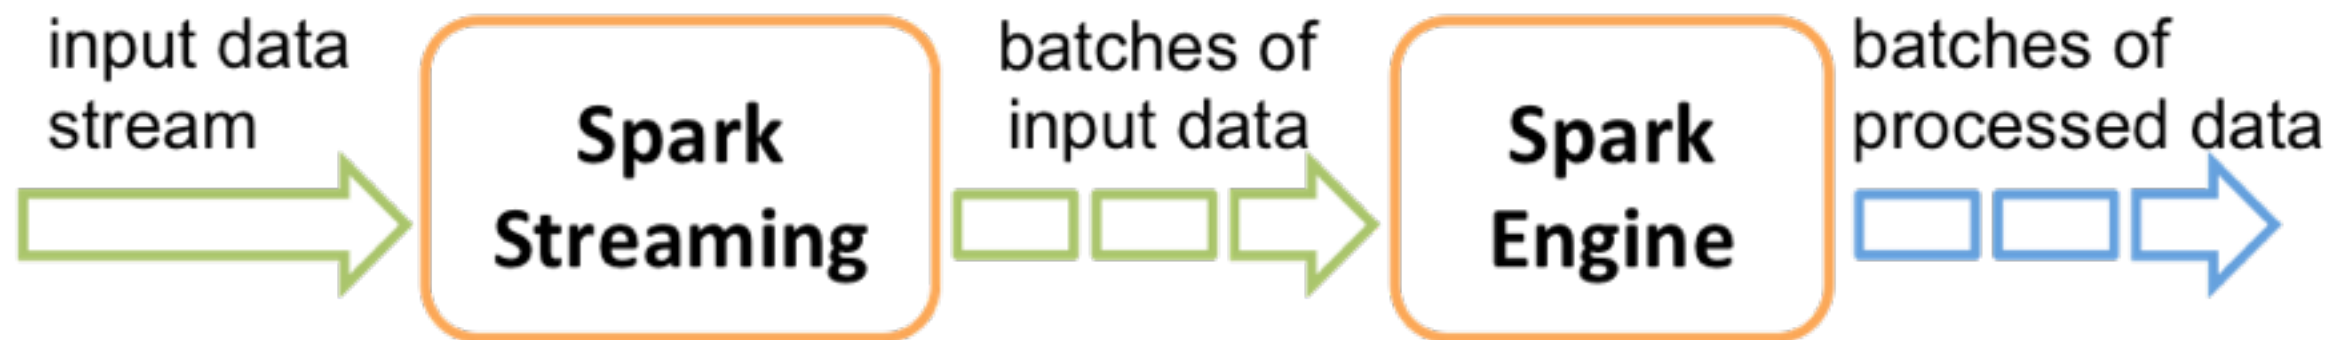 input data
stream
Spark
Streaming
batches of
input data
Spark
Engine
batches of
processed data